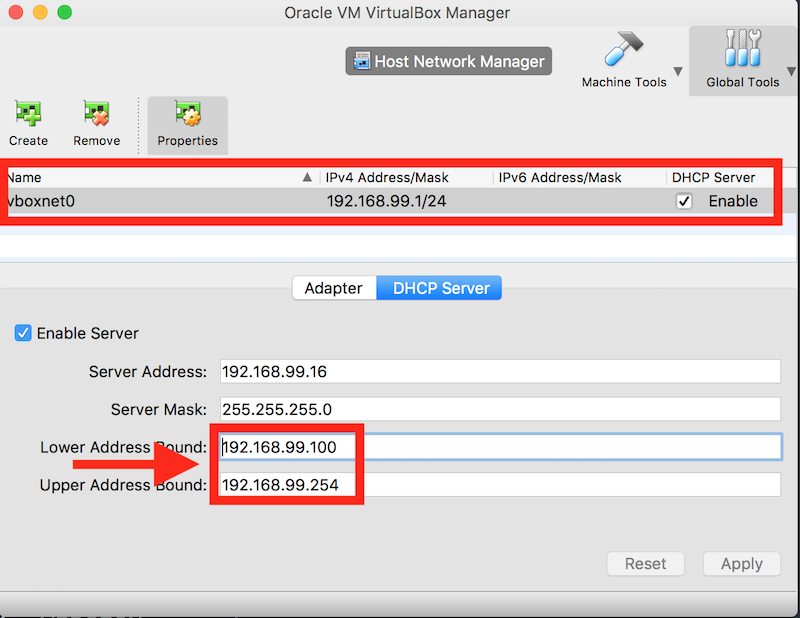 Oracle VM VirtualBox Manager
Host Network Manager
Machine Tools
Global Tools
Create
Remove
Properties
Name IPv4 Address/Mask IPv6 Address/Mask DHCP Server
vboxnet0 192.168.99.1/24 Enable
Adapter DHCP Server
Enable Server
Server Address: 192.168.99.16
Server Mask: 255.255.255.0
Lower Address Bound: 192.168.99.100
Upper Address Bound: 192.168.99.254
Reset Apply